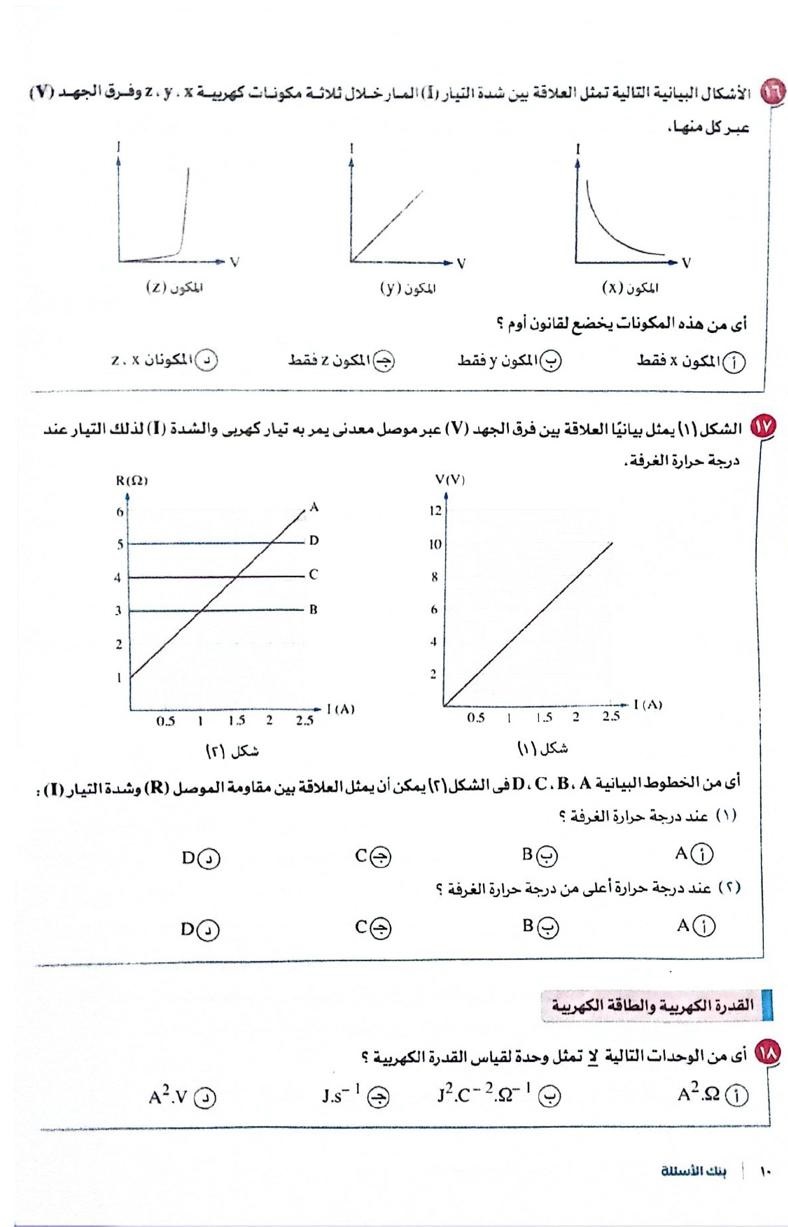 ١٦ الأشكال البيانية التالية تمثل العلاقة بين شدة التيار (I) المار خلال ثلاثة مكونات كهربية x ، y ، z وفرق الجهد (V)
عبر كل منها.
I
V
المكون (x)
I
V
المكون (y)
I
V
المكون (z)
أى من هذه المكونات يخضع لقانون أوم ؟
أ المكون x فقط
ب المكون y فقط
جـ المكون z فقط
د المكونان z ، x
١٧ الشكل (١) يمثل بيانيًا العلاقة بين فرق الجهد (V) عبر موصل معدنى يمر به تيار كهربى والشدة (I) لذلك التيار عند
درجة حرارة الغرفة.
V(V)
12
10
8
6
4
2
0.5 1 1.5 2 2.5 I (A)
شكل (١)
R(Ω)
6
5
4
3
2
1
A
D
C
B
0.5 1 1.5 2 2.5 I (A)
شكل (٢)
أى من الخطوط البيانية D ، C ، B ، A فى الشكل (٢) يمكن أن يمثل العلاقة بين مقاومة الموصل (R) وشدة التيار (I) :
(١) عند درجة حرارة الغرفة ؟
أ A
ب B
جـ C
د D
(٢) عند درجة حرارة أعلى من درجة حرارة الغرفة ؟
أ A
ب B
جـ C
د D
القدرة الكهربية والطاقة الكهربية
١٨ أى من الوحدات التالية لا تمثل وحدة لقياس القدرة الكهربية ؟
أ A².Ω
ب J².C⁻².Ω⁻¹
جـ J.s⁻¹
د A².V
١٠ | بنك الأسئلة